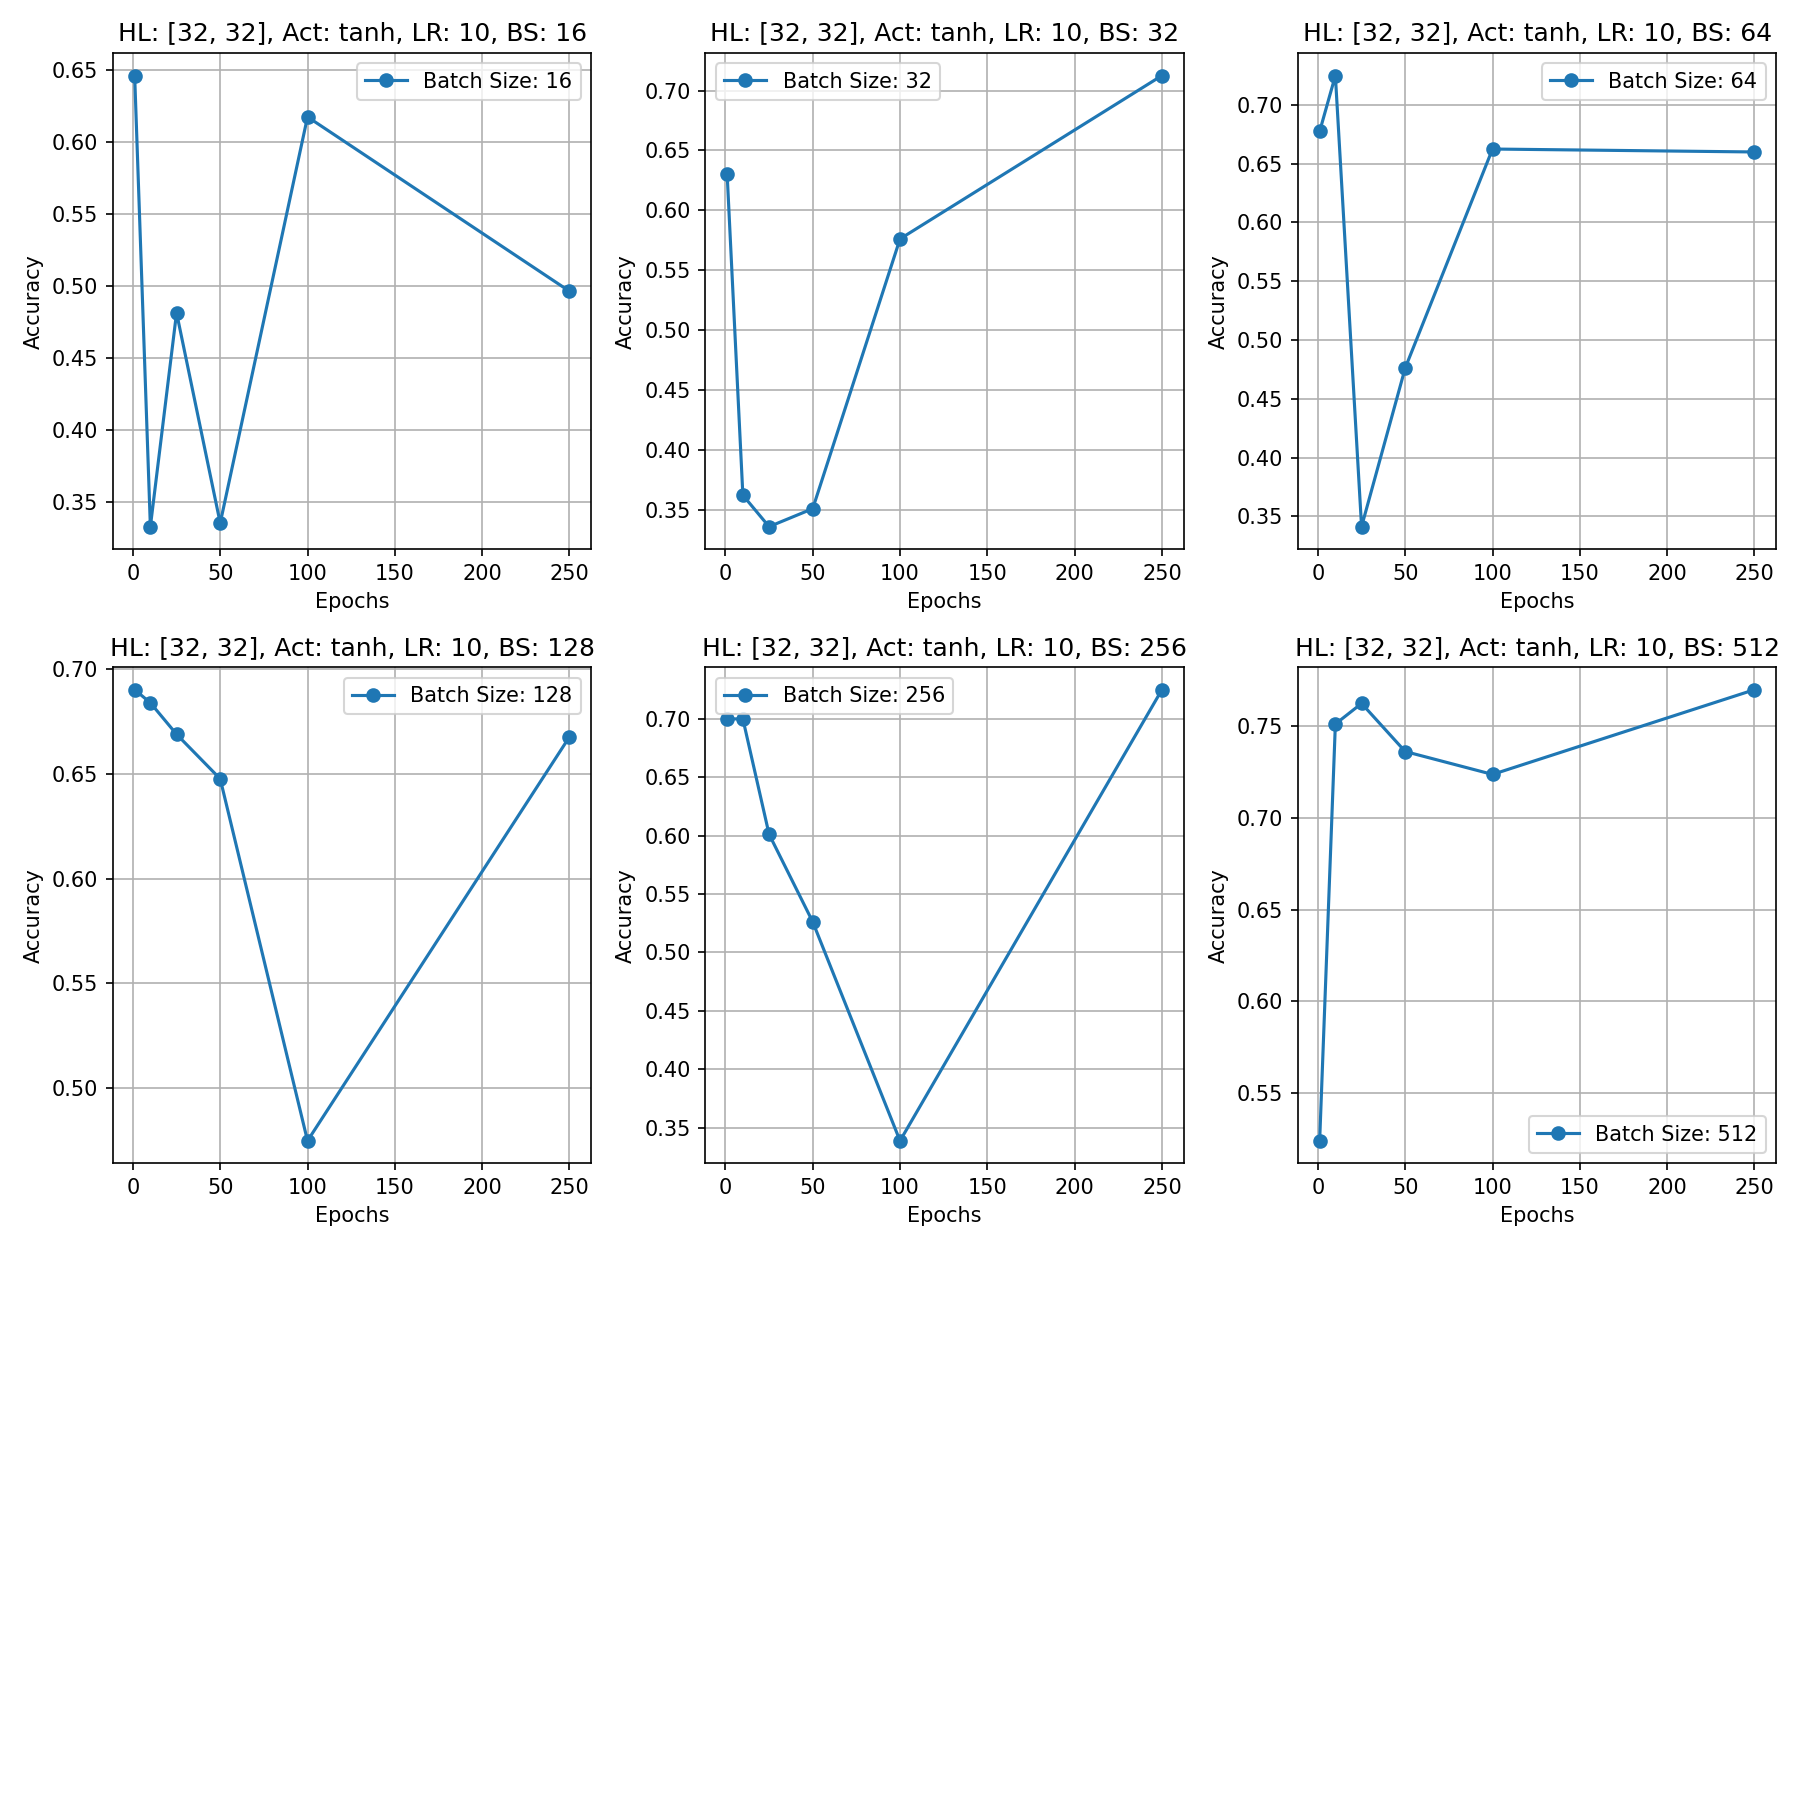 HL: [32, 32], Act: tanh, LR: 10, BS: 16
Batch Size: 16
Accuracy
0.65
0.60
0.55
0.50
0.45
0.40
0.35
0 50 100 150 200 250
Epochs
HL: [32, 32], Act: tanh, LR: 10, BS: 32
Batch Size: 32
Accuracy
0.70
0.65
0.60
0.55
0.50
0.45
0.40
0.35
0 50 100 150 200 250
Epochs
HL: [32, 32], Act: tanh, LR: 10, BS: 64
Batch Size: 64
Accuracy
0.70
0.65
0.60
0.55
0.50
0.45
0.40
0.35
0 50 100 150 200 250
Epochs
HL: [32, 32], Act: tanh, LR: 10, BS: 128
Batch Size: 128
Accuracy
0.70
0.65
0.60
0.55
0.50
0 50 100 150 200 250
Epochs
HL: [32, 32], Act: tanh, LR: 10, BS: 256
Batch Size: 256
Accuracy
0.70
0.65
0.60
0.55
0.50
0.45
0.40
0.35
0 50 100 150 200 250
Epochs
HL: [32, 32], Act: tanh, LR: 10, BS: 512
Accuracy
0.75
0.70
0.65
0.60
0.55
Batch Size: 512
0 50 100 150 200 250
Epochs